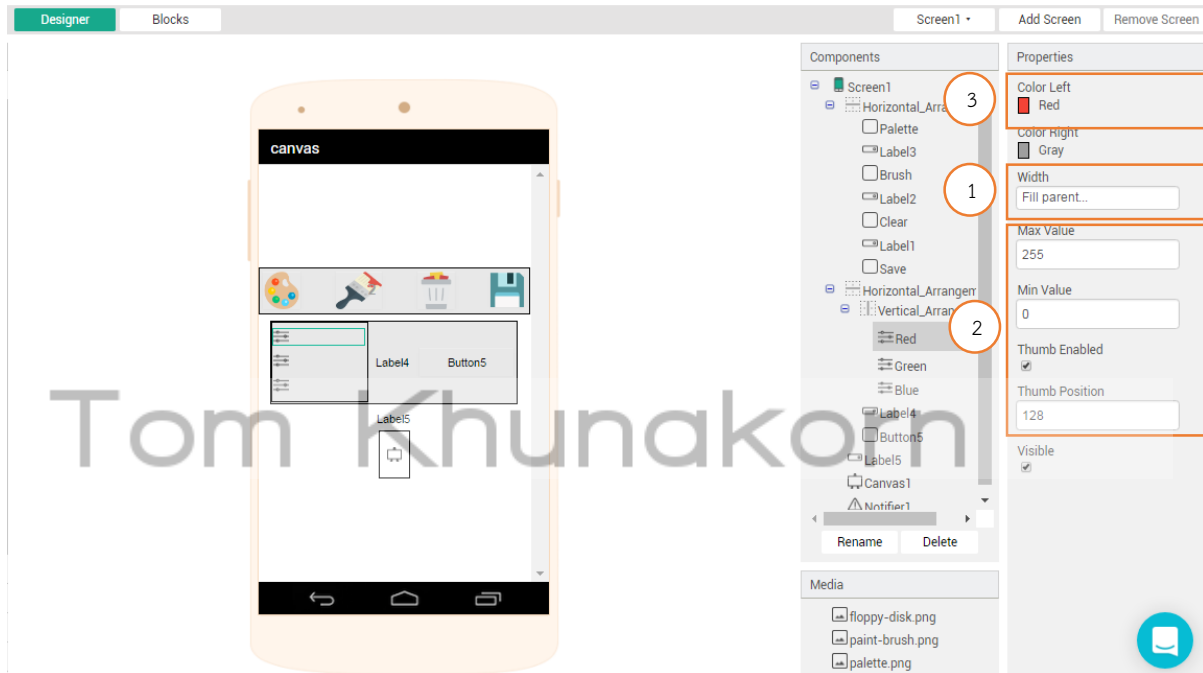 Designer
Blocks
Screen1
Add Screen
Remove Screen
canvas
Label4
Button5
Label5
Components
Screen1
Horizontal_Arra
Palette
Label3
Brush
Label2
Clear
Label1
Save
Horizontal_Arrangem
Vertical_Arran
Red
Green
Blue
Label4
Button5
Label5
Canvas1
Notifier1
Rename
Delete
Media
floppy-disk.png
paint-brush.png
palette.png
Properties
3
Color Left
Red
Color Right
Gray
1
Width
Fill parent...
2
Max Value
255
Min Value
0
Thumb Enabled
Thumb Position
128
Visible
Tom Khunakorn